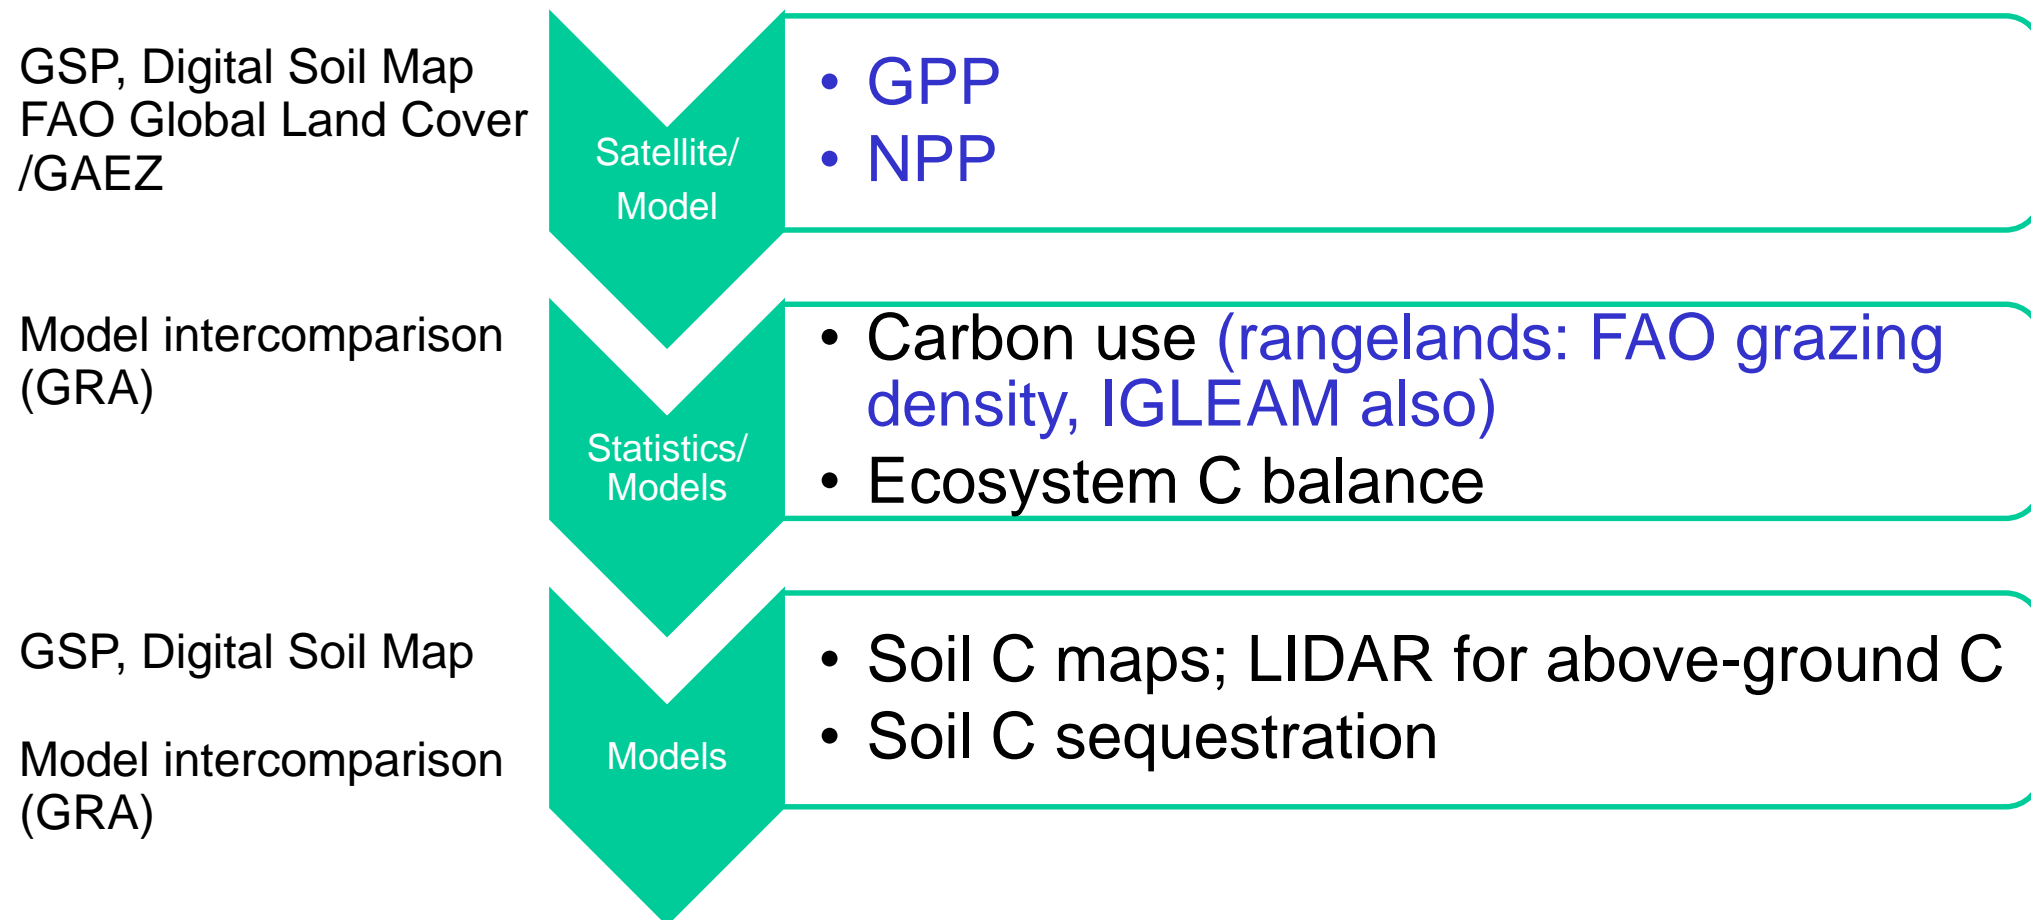 GSP, Digital Soil Map
FAO Global Land Cover
/GAEZ
Satellite/
Model
• GPP
• NPP
Model intercomparison
(GRA)
Statistics/
Models
• Carbon use (rangelands: FAO grazing
density, IGLEAM also)
• Ecosystem C balance
GSP, Digital Soil Map
Model intercomparison
(GRA)
Models
• Soil C maps; LIDAR for above-ground C
• Soil C sequestration